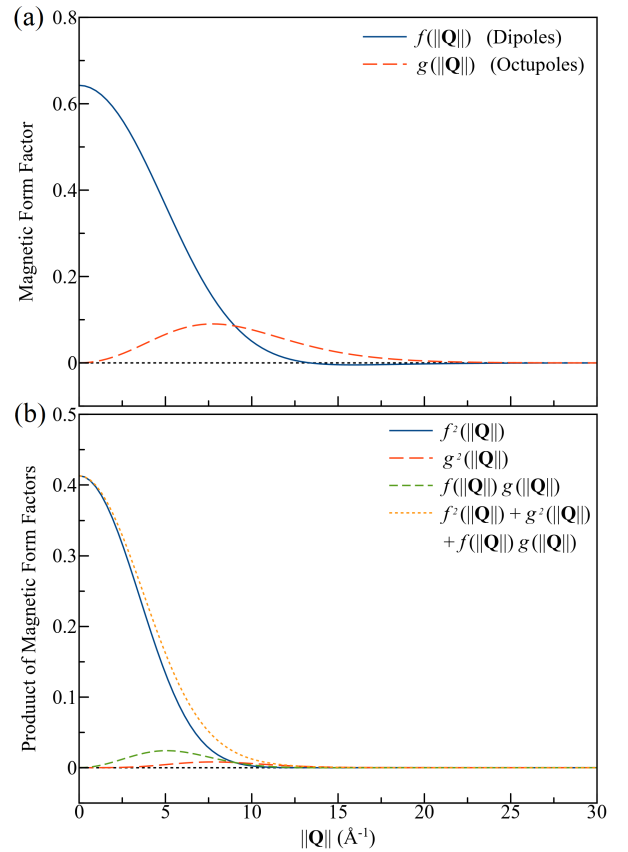 (a)
0.8
f(||Q||) (Dipoles)
g(||Q||) (Octupoles)
0.6
0.4
0.2
0
Magnetic Form Factor
(b)
0.5
f²(||Q||)
g²(||Q||)
f(||Q||) g(||Q||)
f²(||Q||) + g²(||Q||)
+ f(||Q||) g(||Q||)
0.4
0.3
0.2
0.1
0
Produuct of Magnetic Form Factors
0 5 10 15 20 25 30
||Q|| (Å⁻¹)